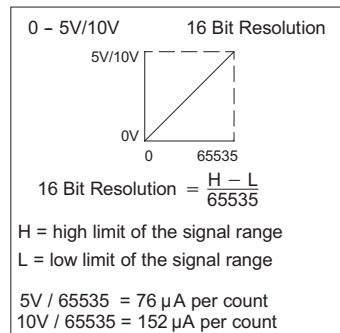 0 – 5V/10V 16 Bit Resolution
5V/10V
0V
0 65535
16 Bit Resolution = H – L / 65535
H = high limit of the signal range
L = low limit of the signal range
5V / 65535 = 76 μA per count
10V / 65535 = 152 μA per count